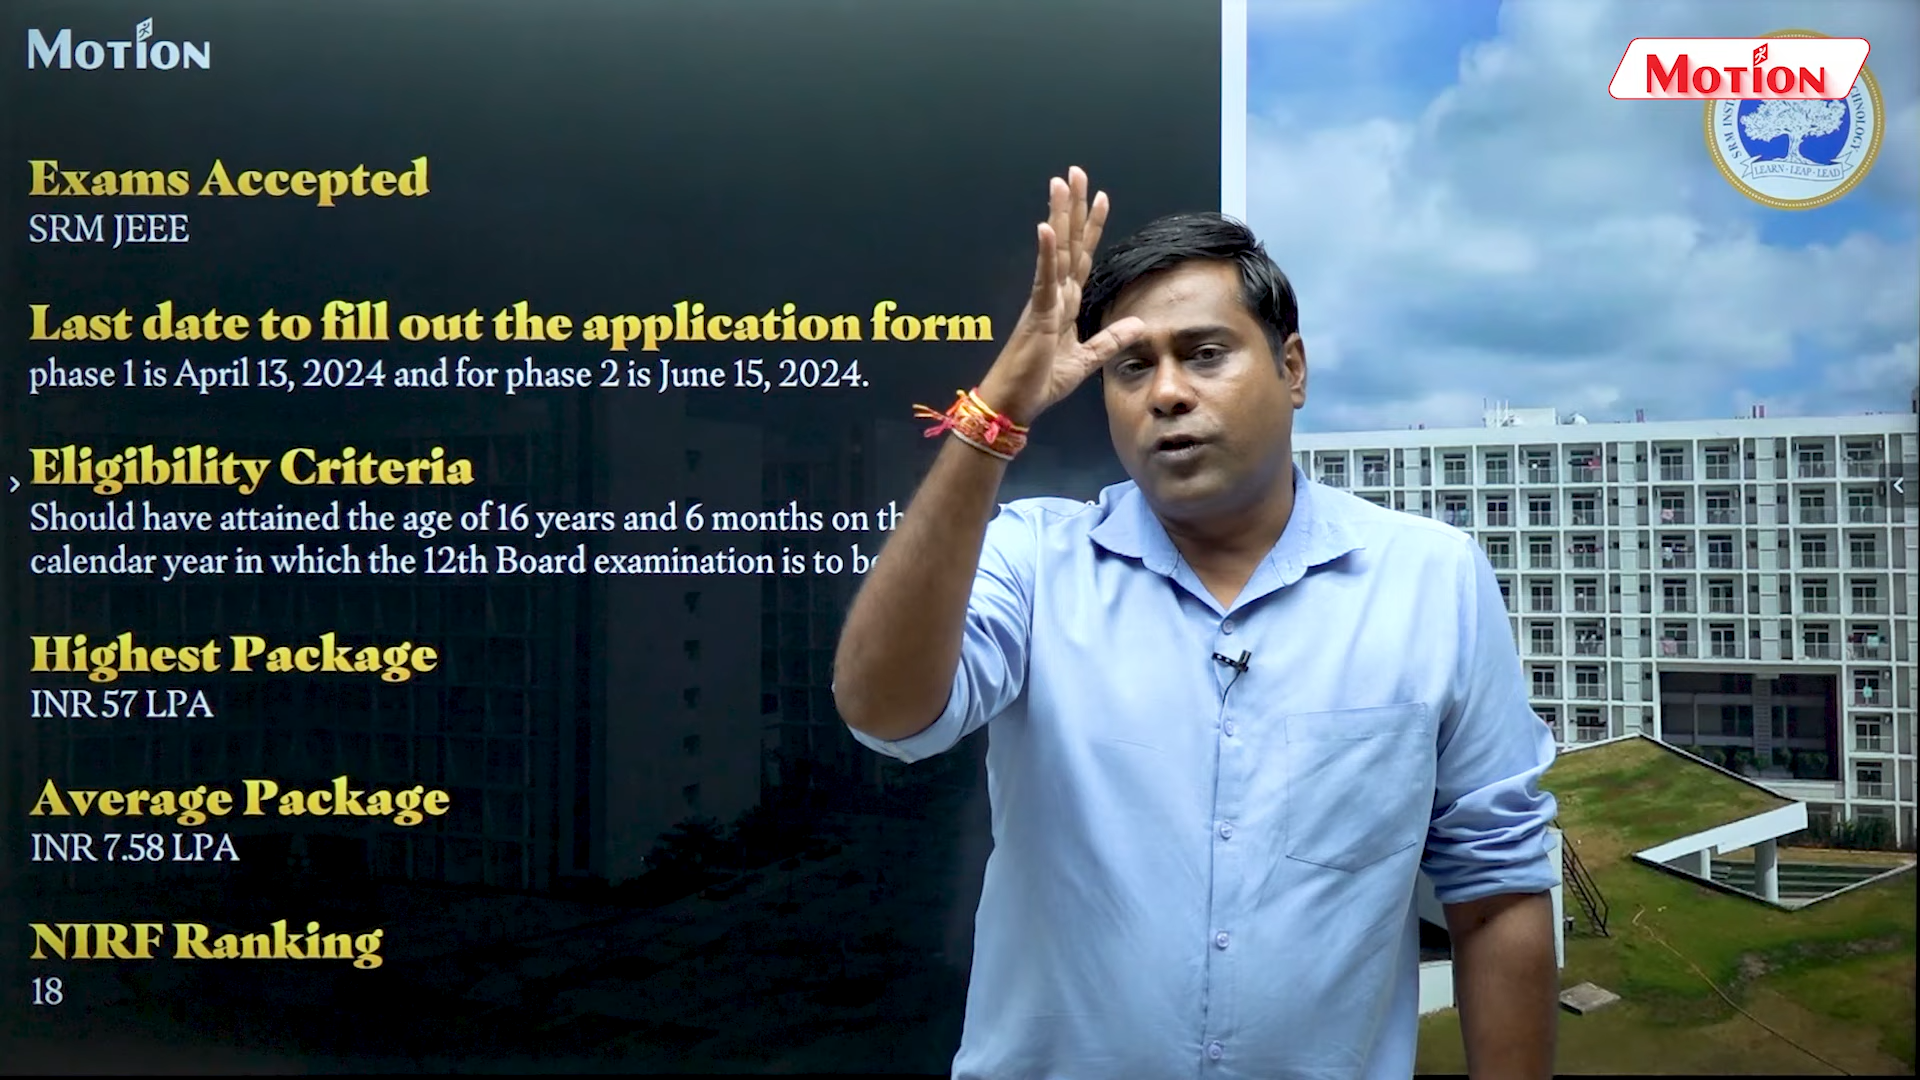 MOTION
MOTION
SRM INST
CHNOLOGY
LEARN · LEAP · LEAD
Exams Accepted
SRM JEEE
Last date to fill out the application form
phase 1 is April 13, 2024 and for phase 2 is June 15, 2024.
Eligibility Criteria
Should have attained the age of 16 years and 6 months on
calendar year in which the 12th Board examination is to
Highest Package
INR 57 LPA
Average Package
INR 7.58 LPA
NIRF Ranking
18